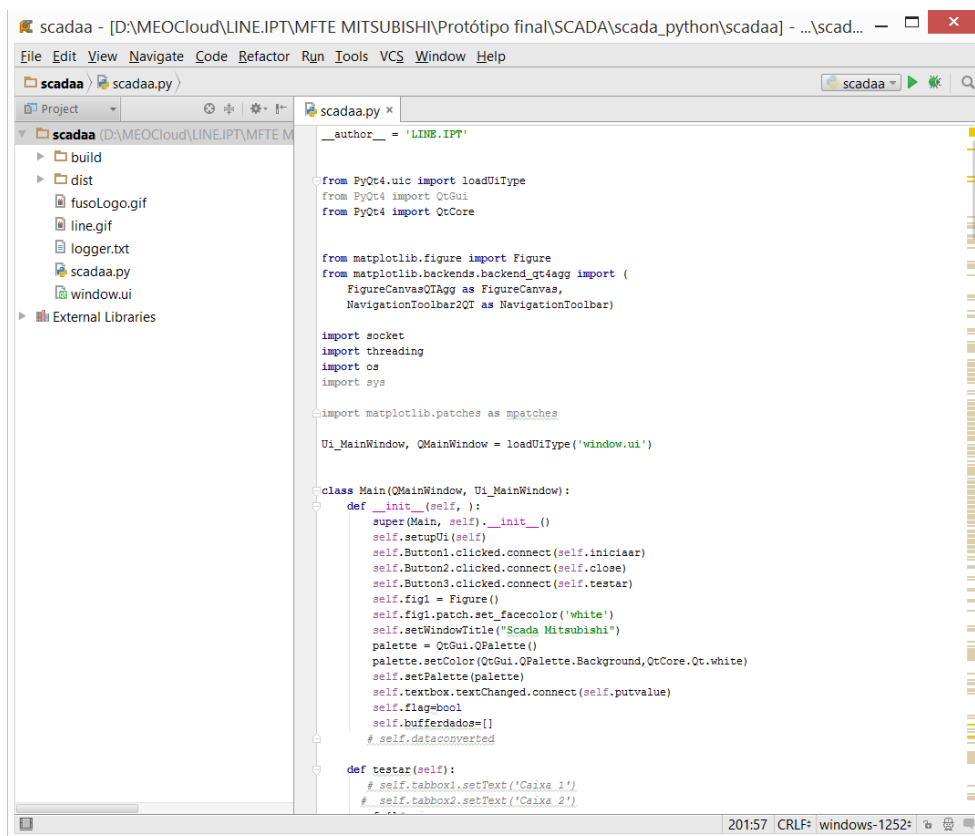 scadaa - [D:\MEOCloud\LINE.IPT\MFTE MITSUBISHI\Protótipo final\SCADA\scada_python\scadaa] - ...\scad...
File Edit View Navigate Code Refactor Run Tools VCS Window Help
scadaa scadaa.py scadaa
Project scadaa.py ×
scadaa (D:\MEOCloud\LINE.IPT\MFTE M
build
dist
fusoLogo.gif
line.gif
logger.txt
scadaa.py
window.ui
External Libraries
__author__ = 'LINE.IPT'
from PyQt4.uic import loadUiType
from PyQt4 import QtGui
from PyQt4 import QtCore
from matplotlib.figure import Figure
from matplotlib.backends.backend_qt4agg import (
    FigureCanvasQTAgg as FigureCanvas,
    NavigationToolbar2QT as NavigationToolbar)
import socket
import threading
import os
import sys
import matplotlib.patches as mpatches
Ui_MainWindow, QMainWindow = loadUiType('window.ui')
class Main(QMainWindow, Ui_MainWindow):
    def __init__(self, ):
        super(Main, self).__init__()
        self.setupUi(self)
        self.Button1.clicked.connect(self.iniciaar)
        self.Button2.clicked.connect(self.close)
        self.Button3.clicked.connect(self.testar)
        self.fig1 = Figure()
        self.fig1.patch.set_facecolor('white')
        self.setWindowTitle("Scada Mitsubishi")
        palette = QtGui.QPalette()
        palette.setColor(QtGui.QPalette.Background,QtCore.Qt.white)
        self.setPalette(palette)
        self.textbox.textChanged.connect(self.putvalue)
        self.flag=bool
        self.bufferdados=[]
       # self.dataconverted
    def testar(self):
       # self.tabbox1.setText('Caixa 1')
      #  self.tabbox2.setText('Caixa 2')
201:57 CRLF windows-1252